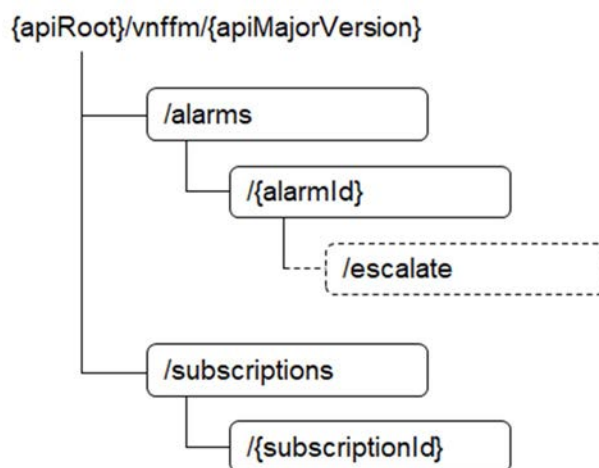 {apiRoot}/vnffm/{apiMajorVersion}
/alarms
/{alarmId}
/escalate
/subscriptions
/{subscriptionId}